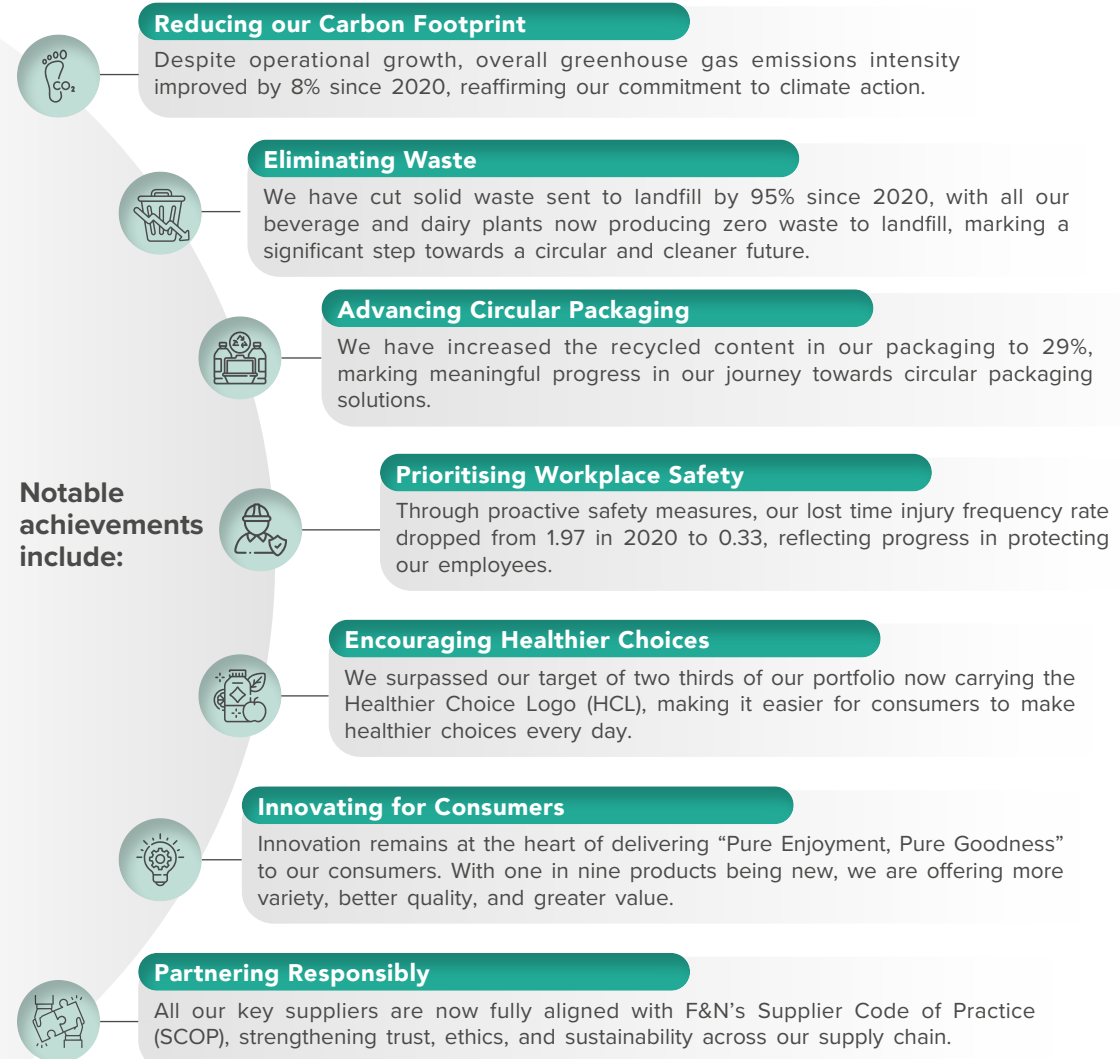 Reducing our Carbon Footprint
Despite operational growth, overall greenhouse gas emissions intensity
improved by 8% since 2020, reaffirming our commitment to climate action.
CO₂
Eliminating Waste
We have cut solid waste sent to landfill by 95% since 2020, with all our
beverage and dairy plants now producing zero waste to landfill, marking a
significant step towards a circular and cleaner future.
Advancing Circular Packaging
We have increased the recycled content in our packaging to 29%,
marking meaningful progress in our journey towards circular packaging
solutions.
Notable
achievements
include:
Prioritising Workplace Safety
Through proactive safety measures, our lost time injury frequency rate
dropped from 1.97 in 2020 to 0.33, reflecting progress in protecting
our employees.
Encouraging Healthier Choices
We surpassed our target of two thirds of our portfolio now carrying the
Healthier Choice Logo (HCL), making it easier for consumers to make
healthier choices every day.
Innovating for Consumers
Innovation remains at the heart of delivering “Pure Enjoyment, Pure Goodness”
to our consumers. With one in nine products being new, we are offering more
variety, better quality, and greater value.
Partnering Responsibly
All our key suppliers are now fully aligned with F&N’s Supplier Code of Practice
(SCOP), strengthening trust, ethics, and sustainability across our supply chain.